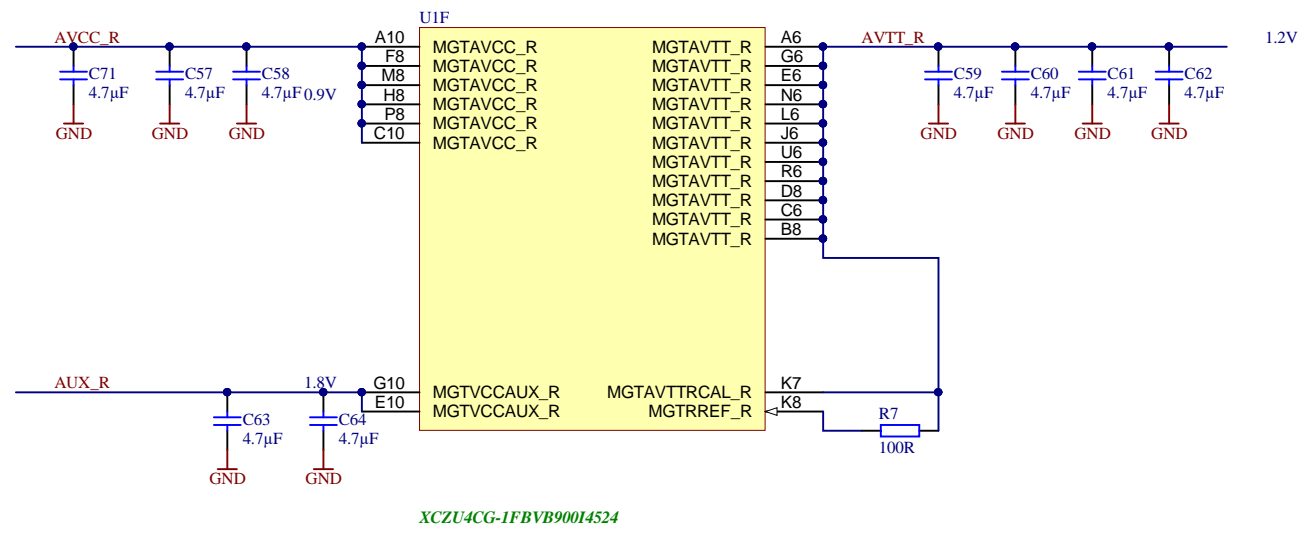 U1F
AVCC_R
A10
MGTAVCC_R
MGTAVTT_R
A6
AVTT_R
1.2V
F8
MGTAVCC_R
MGTAVTT_R
G6
C71
4.7µF
GND
C57
4.7µF
GND
C58
4.7µF
GND
0.9V
M8
MGTAVCC_R
MGTAVTT_R
E6
C59
4.7µF
GND
C60
4.7µF
GND
C61
4.7µF
GND
C62
4.7µF
GND
H8
MGTAVCC_R
MGTAVTT_R
N6
P8
MGTAVCC_R
MGTAVTT_R
L6
C10
MGTAVCC_R
MGTAVTT_R
J6
MGTAVTT_R
U6
MGTAVTT_R
R6
MGTAVTT_R
D8
MGTAVTT_R
C6
MGTAVTT_R
B8
AUX_R
1.8V
G10
MGTVCCAUX_R
MGTAVTTRCAL_R
K7
E10
MGTVCCAUX_R
MGTRREF_R
K8
C63
4.7µF
GND
C64
4.7µF
GND
R7
100R
XCZU4CG-1FBVB900I4524